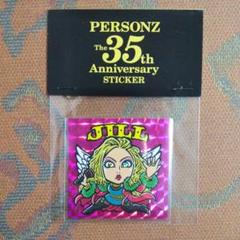 PERSONZ
The 35th
Anniversary
STICKER
JILL